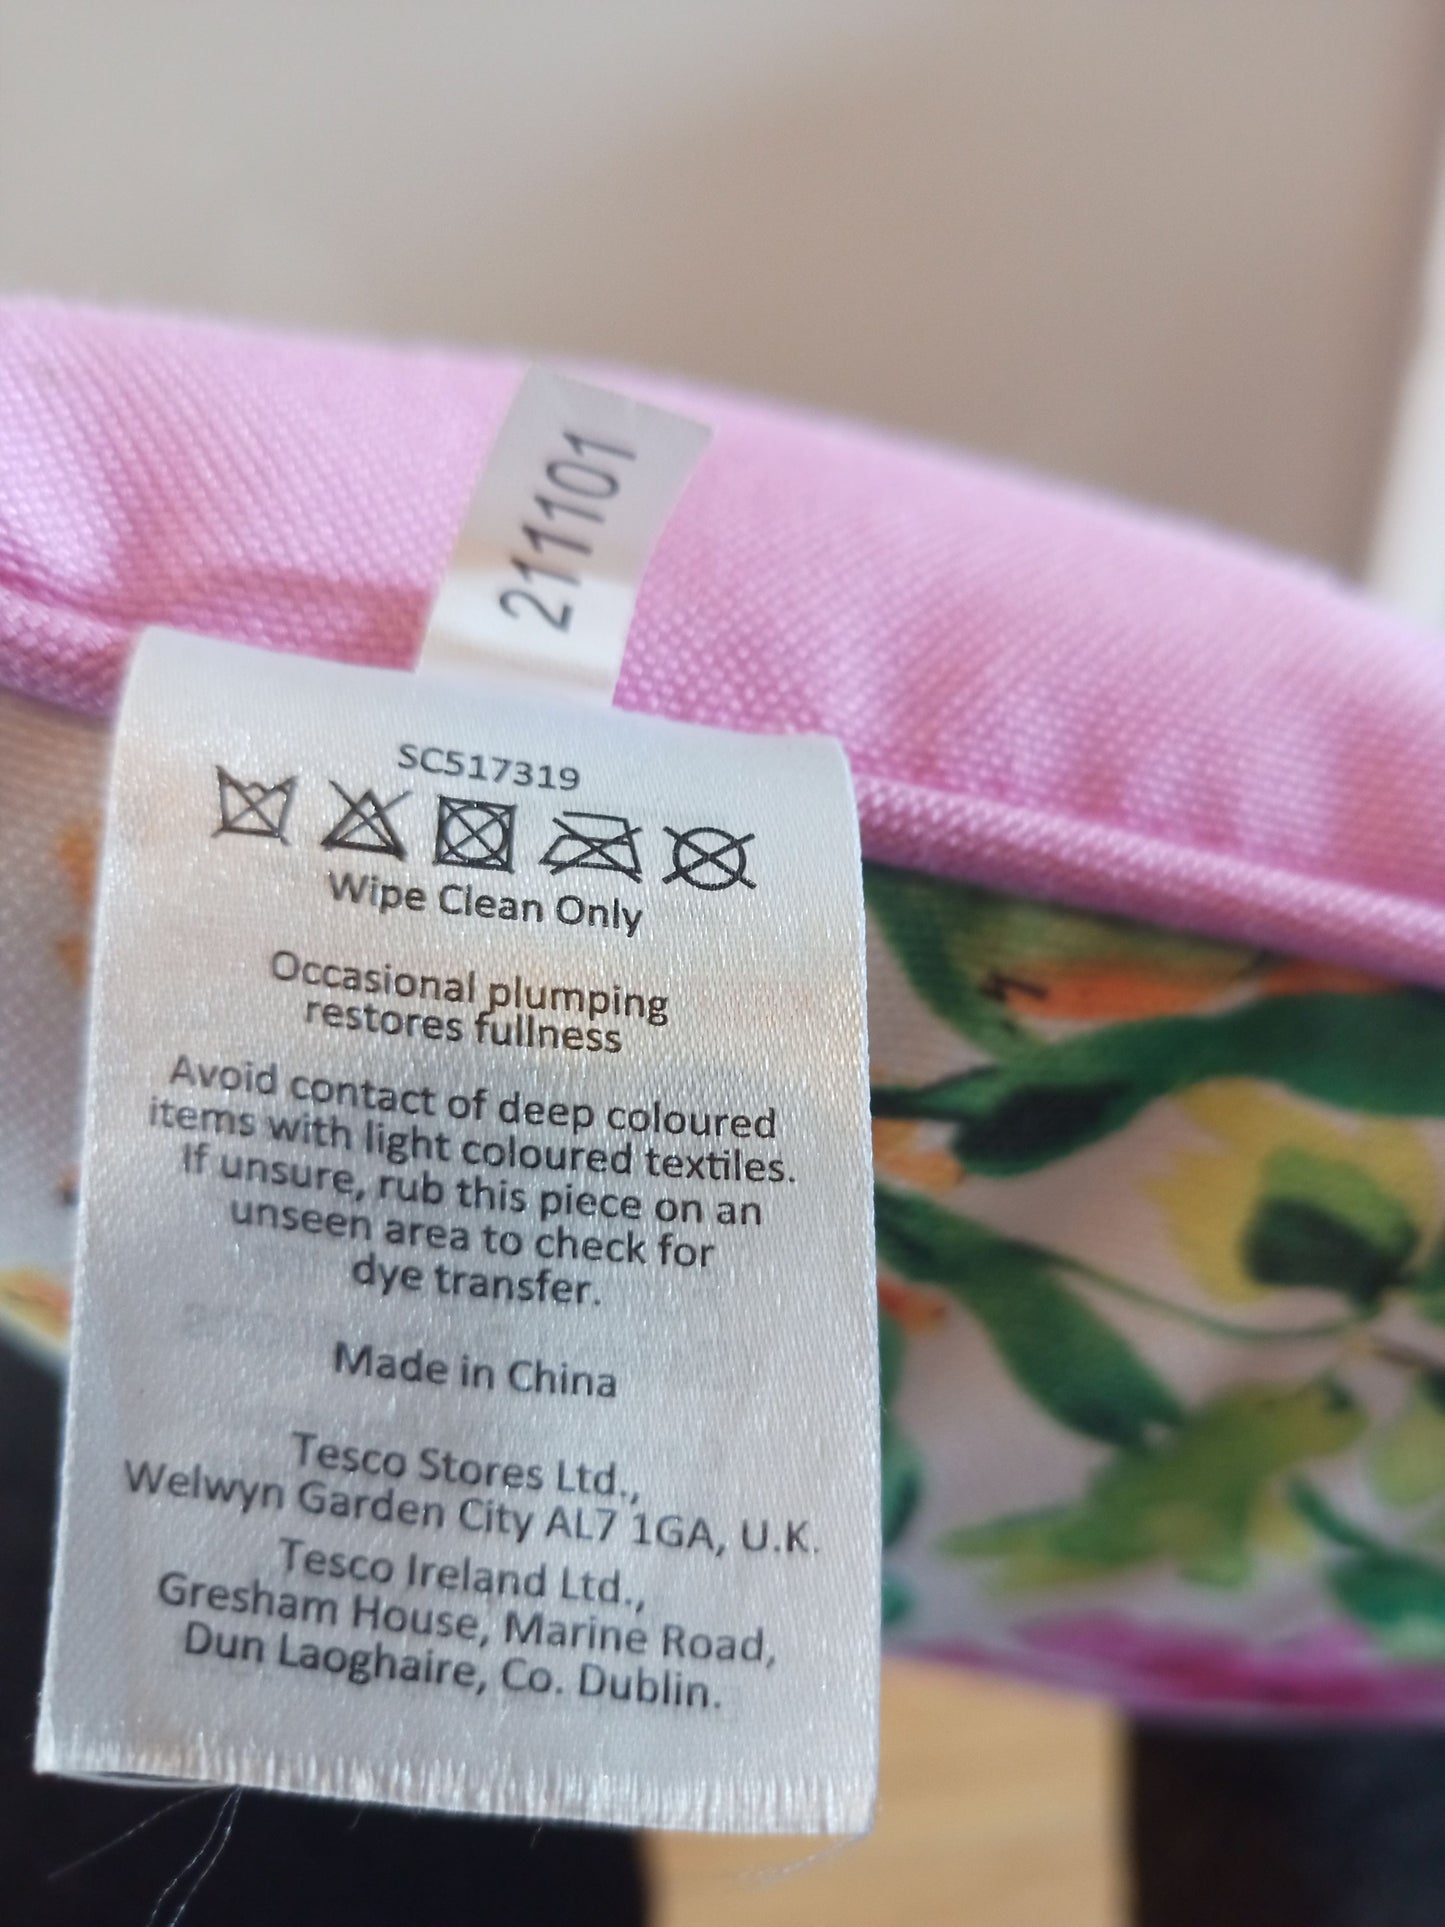 211101
SC517319
Wipe Clean Only
Occasional plumping
restores fullness
Avoid contact of deep coloured
items with light coloured textiles.
If unsure, rub this piece on an
unseen area to check for
dye transfer.
Made in China
Tesco Stores Ltd.,
Welwyn Garden City AL7 1GA, U.K.
Tesco Ireland Ltd.,
Gresham House, Marine Road,
Dun Laoghaire, Co. Dublin.